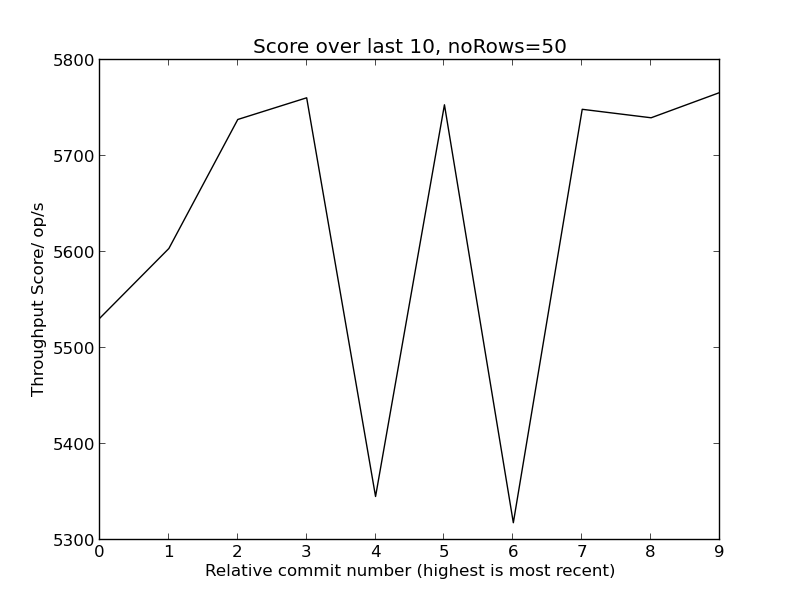 Score over last 10, noRows=50
5800
5700
5600
5500
5400
5300
Throughput Score/ op/s
0 1 2 3 4 5 6 7 8 9
Relative commit number (highest is most recent)